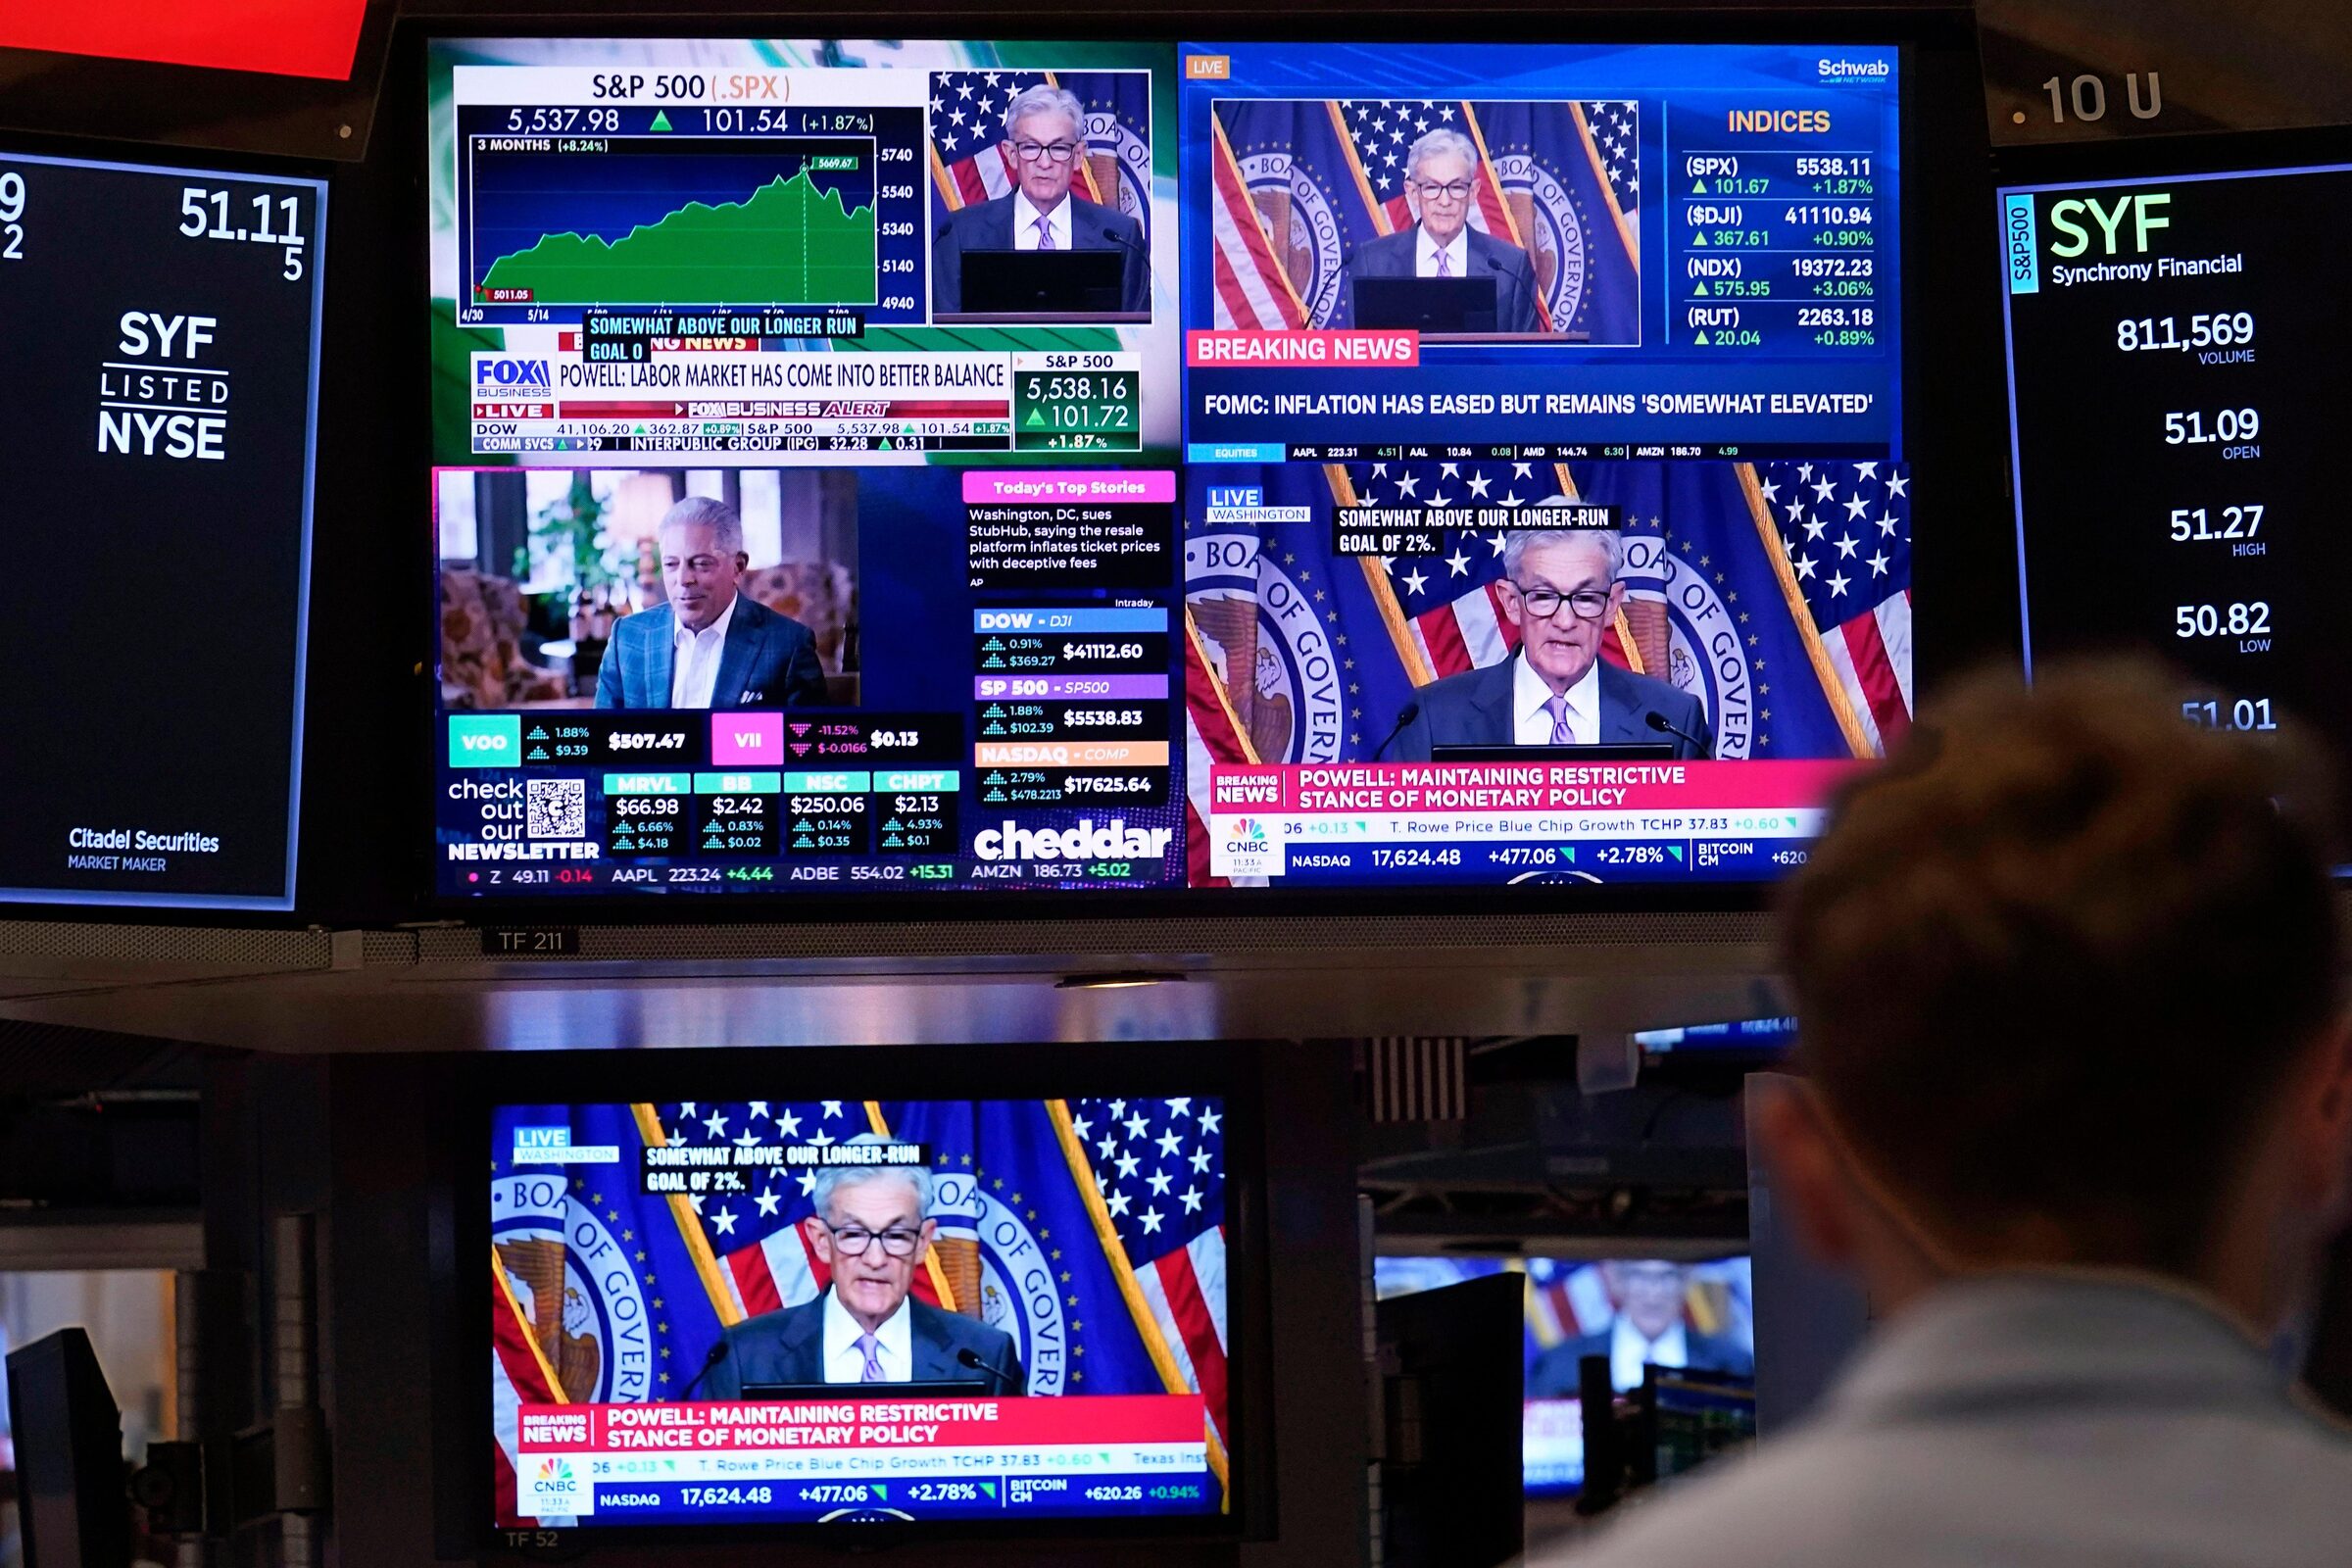 9
2
51.11
5
SYF
LISTED
NYSE
Citadel Securities
MARKET MAKER
S&P 500 (.SPX)
5,537.98 ▲ 101.54 (+1.87%)
3 MONTHS (+8.24%)
5669.67
5740
5540
5340
5140
4940
5011.05
4/30 5/14
SOMEWHAT ABOVE OUR LONGER RUN
GOAL O
NEWS
FOX
BUSINESS
POWELL: LABOR MARKET HAS COME INTO BETTER BALANCE
LIVE
FOX BUSINESS ALERT
DOW 41,106.20 ▲ 362.87 +0.89% S&P 500 5,537.98 ▲ 101.54 +1.87%
COMM SVCS 29 INTERPUBLIC GROUP (IPG) 32.28 ▲ 0.31
S&P 500
5,538.16
▲ 101.72
+1.87%
LIVE
Schwab
NETWORK
BOARD OF GOVERNOR
INDICES
(SPX) 5538.11
▲ 101.67 +1.87%
($DJI) 41110.94
▲ 367.61 +0.90%
(NDX) 19372.23
▲ 575.95 +3.06%
(RUT) 2263.18
▲ 20.04 +0.89%
BREAKING NEWS
FOMC: INFLATION HAS EASED BUT REMAINS 'SOMEWHAT ELEVATED'
EQUITIES AAPL 223.31 4.51 AAL 10.84 0.08 AMD 144.74 6.30 AMZN 186.70 4.99
Today's Top Stories
Washington, DC, sues
StubHub, saying the resale
platform inflates ticket prices
with deceptive fees
AP
Intraday
DOW - DJI
0.91%
$369.27
$41112.60
SP 500 - SP500
1.88%
$102.39
$5538.83
NASDAQ - COMP
2.79%
$478.2213
$17625.64
VOO
1.88%
$9.39
$507.47
VII
-11.52%
$-0.0166
$0.13
check
out
our
NEWSLETTER
MRVL
$66.98
6.66%
$4.18
BB
$2.42
0.83%
$0.02
NSC
$250.06
0.14%
$0.35
CHPT
$2.13
4.93%
$0.1
cheddar
Z 49.11 -0.14 AAPL 223.24 +4.44 ADBE 554.02 +15.31 AMZN 186.73 +5.02
LIVE
WASHINGTON
SOMEWHAT ABOVE OUR LONGER-RUN
GOAL OF 2%.
BOA OF GOVERN
BREAKING
NEWS
POWELL: MAINTAINING RESTRICTIVE
STANCE OF MONETARY POLICY
CNBC
11:33A
PACIFIC
06 +0.13 T. Rowe Price Blue Chip Growth TCHP 37.83 +0.60
NASDAQ 17,624.48 +477.06 +2.78% BITCOIN
CM +620
10 U
S&P500
SYF
Synchrony Financial
811,569
VOLUME
51.09
OPEN
51.27
HIGH
50.82
LOW
51.01
TF 211
LIVE
WASHINGTON
SOMEWHAT ABOVE OUR LONGER-RUN
GOAL OF 2%.
BOA OF GOVERN
BREAKING
NEWS
POWELL: MAINTAINING RESTRICTIVE
STANCE OF MONETARY POLICY
CNBC
11:33A
PACIFIC
06 +0.13 T. Rowe Price Blue Chip Growth TCHP 37.83 +0.60 Texas Ins
NASDAQ 17,624.48 +477.06 +2.78% BITCOIN
CM +620.26 +0.94%
TF 52